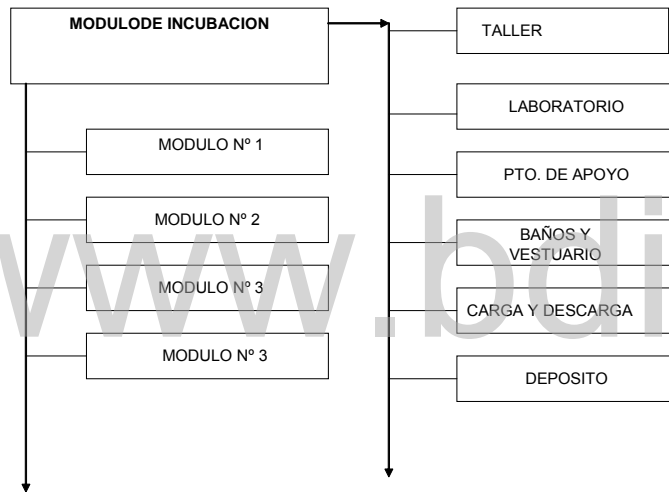 MODULODE INCUBACION
MODULO Nº 1
MODULO Nº 2
MODULO Nº 3
MODULO Nº 3
TALLER
LABORATORIO
PTO. DE APOYO
BAÑOS Y
VESTUARIO
CARGA Y DESCARGA
DEPOSITO
www.bdi